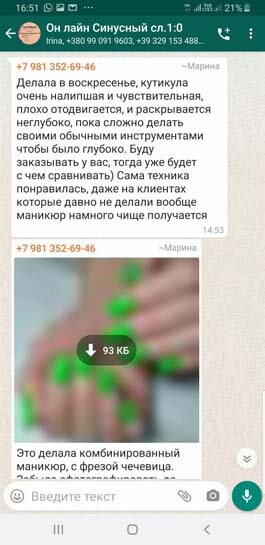 16:51
21%
Он лайн Синусный сл.1:0
Irina, +380 99 091 9603, +39 329 153 488...
+7 981 352-69-46 ~Марина
Делала в воскресенье, кутикула
очень налипшая и чувствительная,
плохо отодвигается, и раскрывается
неглубоко, пока сложно делать
своими обычными инструментами
чтобы было глубоко. Буду
заказывать у вас, тогда уже будет
с чем сравнивать) Сама техника
понравилась, даже на клиентах
которые давно не делали вообще
маникюр намного чище получается
14:53
+7 981 352-69-46 ~Марина
93 КБ
Это делала комбинированный
маникюр, с фрезой чечевица.
Введите текст